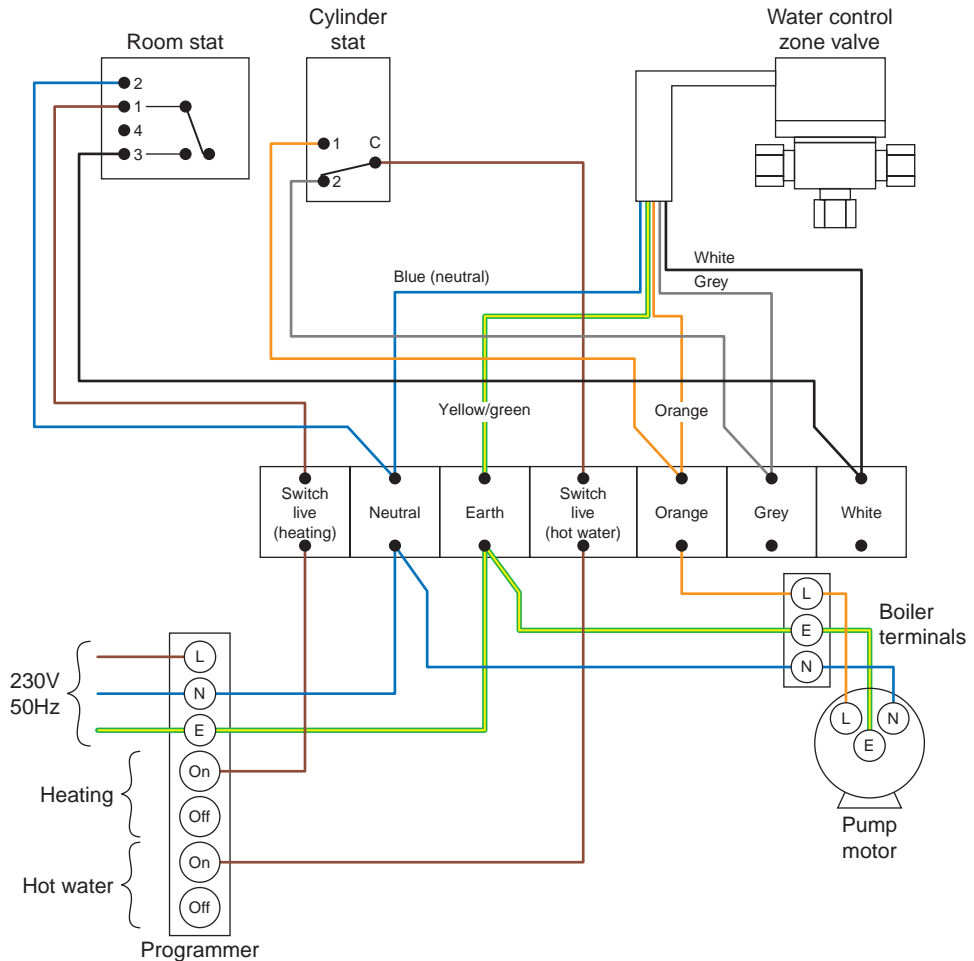 Cylinder
stat
Water control
zone valve
Room stat
2
1
4
3
1
C
2
White
Grey
Blue (neutral)
Yellow/green
Orange
Switch
live
(heating)
Neutral
Earth
Switch
live
(hot water)
Orange
Grey
White
L
E
N
Boiler
terminals
230V
50Hz
L
N
E
L
N
E
Heating
On
Off
Pump
motor
Hot water
On
Off
Programmer